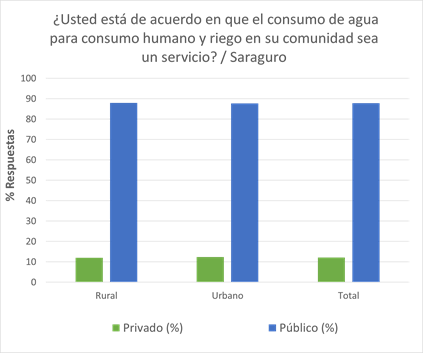 ¿Usted está de acuerdo en que el consumo de agua
para consumo humano y riego en su comunidad sea
un servicio? / Saraguro
% Respuestas
100
90
80
70
60
50
40
30
20
10
0
Rural Urbano Total
Privado (%) Público (%)